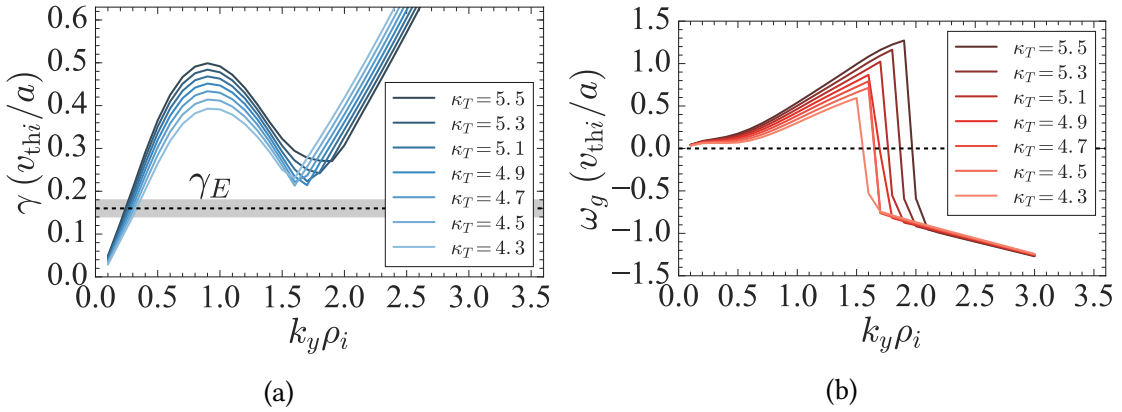 0.6
0.5
0.4
0.3
0.2
0.1
0.0
γ (v_thi/a)
γ_E
κ_T = 5.5
κ_T = 5.3
κ_T = 5.1
κ_T = 4.9
κ_T = 4.7
κ_T = 4.5
κ_T = 4.3
0.0 0.5 1.0 1.5 2.0 2.5 3.0 3.5
k_yρ_i
(a)
1.5
1.0
0.5
0.0
−0.5
−1.0
−1.5
ω_g (v_thi/a)
κ_T = 5.5
κ_T = 5.3
κ_T = 5.1
κ_T = 4.9
κ_T = 4.7
κ_T = 4.5
κ_T = 4.3
0.0 0.5 1.0 1.5 2.0 2.5 3.0 3.5
k_yρ_i
(b)